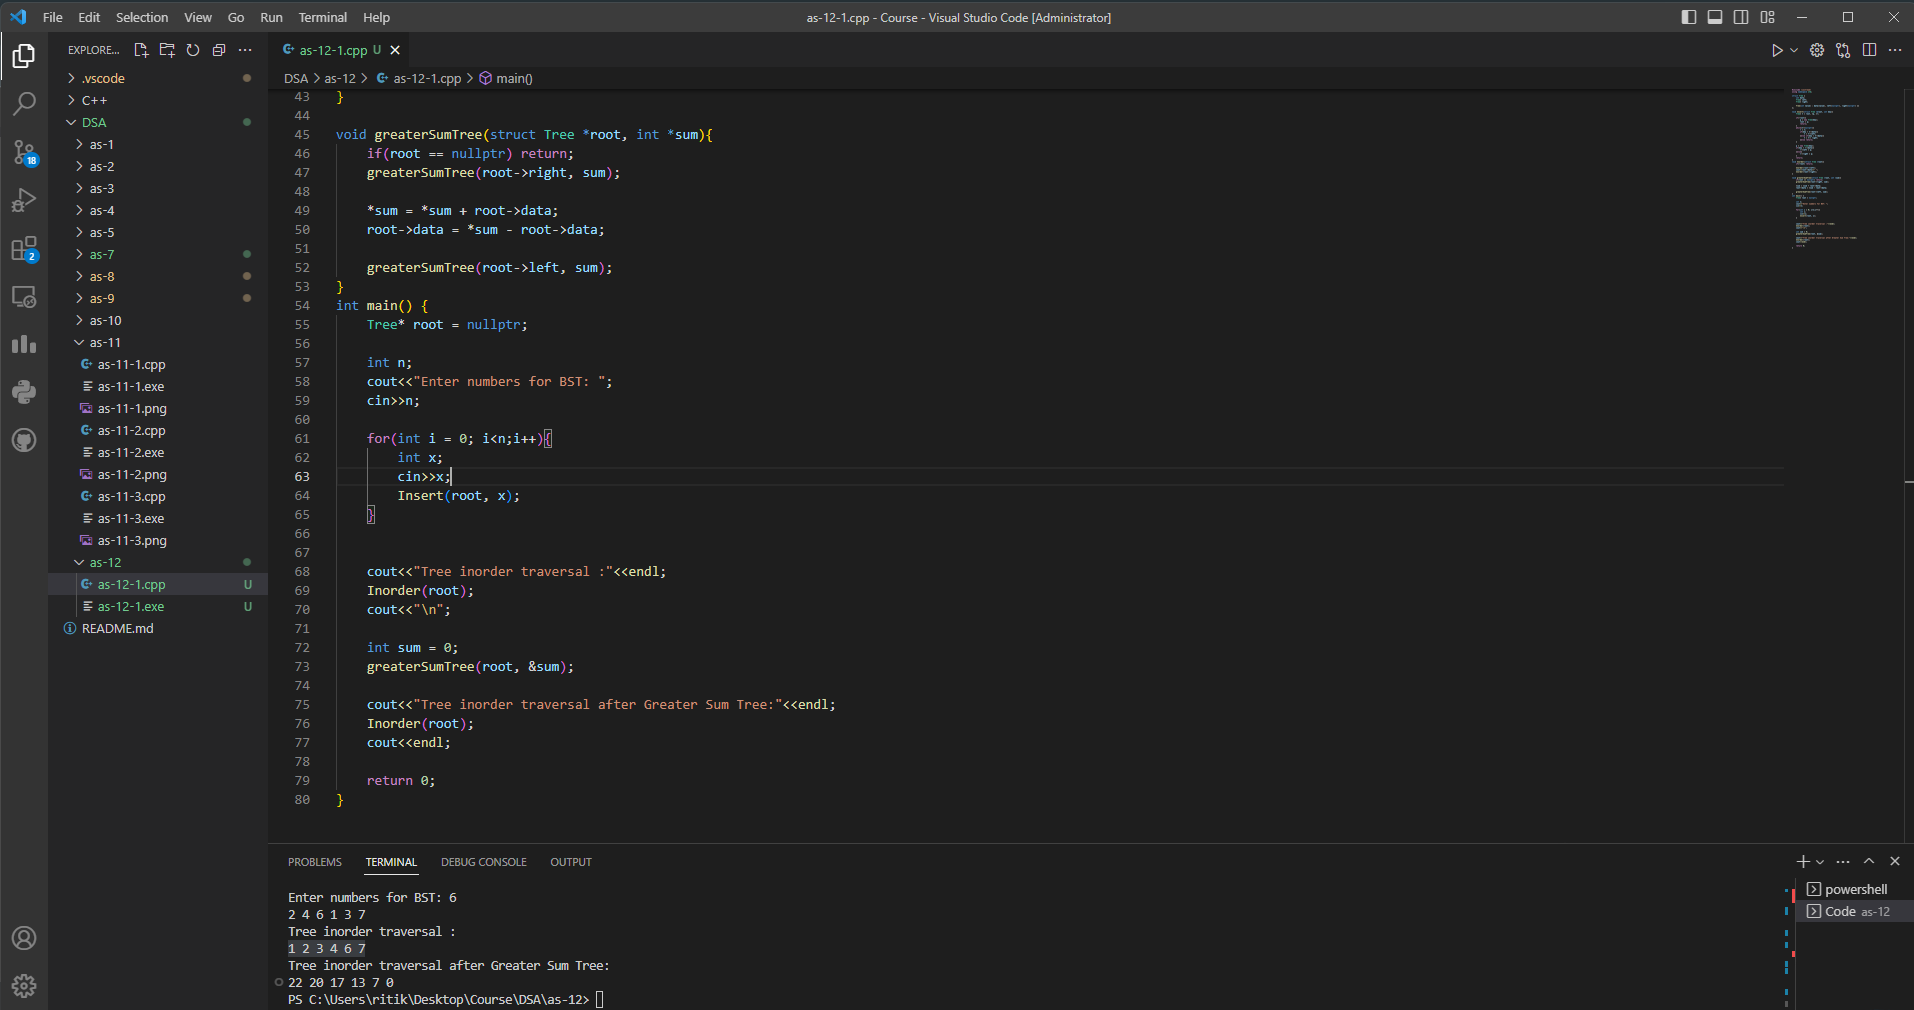 File Edit Selection View Go Run Terminal Help
as-12-1.cpp - Course - Visual Studio Code [Administrator]
EXPLORE...
as-12-1.cpp U
.vscode
C++
DSA
as-1
as-2
as-3
as-4
as-5
as-7
as-8
as-9
as-10
as-11
as-11-1.cpp
as-11-1.exe
as-11-1.png
as-11-2.cpp
as-11-2.exe
as-11-2.png
as-11-3.cpp
as-11-3.exe
as-11-3.png
as-12
as-12-1.cpp U
as-12-1.exe U
README.md
18
2
DSA > as-12 > as-12-1.cpp > main()
43 }
44
45 void greaterSumTree(struct Tree *root, int *sum){
46 if(root == nullptr) return;
47 greaterSumTree(root->right, sum);
48
49 *sum = *sum + root->data;
50 root->data = *sum - root->data;
51
52 greaterSumTree(root->left, sum);
53 }
54 int main() {
55 Tree* root = nullptr;
56
57 int n;
58 cout<<"Enter numbers for BST: ";
59 cin>>n;
60
61 for(int i = 0; i<n;i++){
62 int x;
63 cin>>x;
64 Insert(root, x);
65 }
66
67
68 cout<<"Tree inorder traversal :"<<endl;
69 Inorder(root);
70 cout<<"\n";
71
72 int sum = 0;
73 greaterSumTree(root, &sum);
74
75 cout<<"Tree inorder traversal after Greater Sum Tree:"<<endl;
76 Inorder(root);
77 cout<<endl;
78
79 return 0;
80 }
PROBLEMS TERMINAL DEBUG CONSOLE OUTPUT
Enter numbers for BST: 6
2 4 6 1 3 7
Tree inorder traversal :
1 2 3 4 6 7
Tree inorder traversal after Greater Sum Tree:
22 20 17 13 7 0
PS C:\Users\ritik\Desktop\Course\DSA\as-12>
powershell
Code as-12